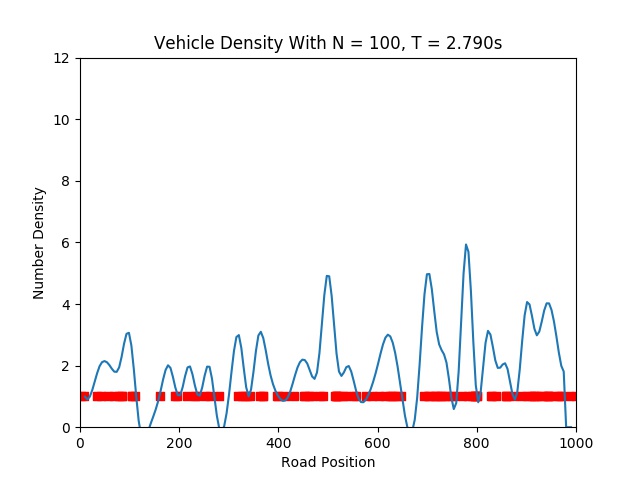 Vehicle Density With N = 100, T = 2.790s
12
10
8
6
4
2
0
Number Density
0 200 400 600 800 1000
Road Position